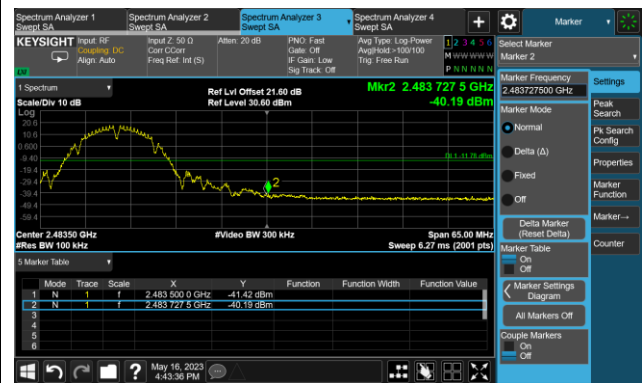 Spectrum Analyzer 1 Spectrum Analyzer 2 Spectrum Analyzer 3 Spectrum Analyzer 4 Marker
Swept SA Swept SA Swept SA Swept SA
KEYSIGHT Input: RF Input Z: 50 Ω Atten: 20 dB PNO: Fast Avg Type: Log-Power 1 2 3 4 5 6 Select Marker
Coupling: DC Corr CCorr Gate: Off Avg|Hold:>100/100 M W W W W W Marker 2
Align: Auto Freq Ref: Int (S) IF Gain: Low Trig: Free Run P N N N N N
Sig Track: Off
1 Spectrum Ref Lvl Offset 21.60 dB Mkr2 2.483 727 5 GHz
Scale/Div 10 dB Ref Level 30.60 dBm -40.19 dBm
Marker Frequency Settings
2.483727500 GHz
Log
20.6
10.6
0.600
-9.40
-19.4
-29.4
-39.4
-49.4
-59.4
DL1 -11.78 dBm
2
Marker Mode Peak Search
Normal Pk Search Config
Delta (Δ) Properties
Fixed Marker Function
Off Marker→
Delta Marker Counter
(Reset Delta)
Center 2.48350 GHz #Video BW 300 kHz Span 65.00 MHz
#Res BW 100 kHz Sweep 6.27 ms (2001 pts)
Marker Table
On
Off
5 Marker Table
Mode Trace Scale X Y Function Function Width Function Value
1 N 1 f 2.483 500 0 GHz -41.42 dBm
2 N 1 f 2.483 727 5 GHz -40.19 dBm
3
4
5
6
Marker Settings
Diagram
All Markers Off
Couple Markers
On
Off
? May 16, 2023
4:43:36 PM